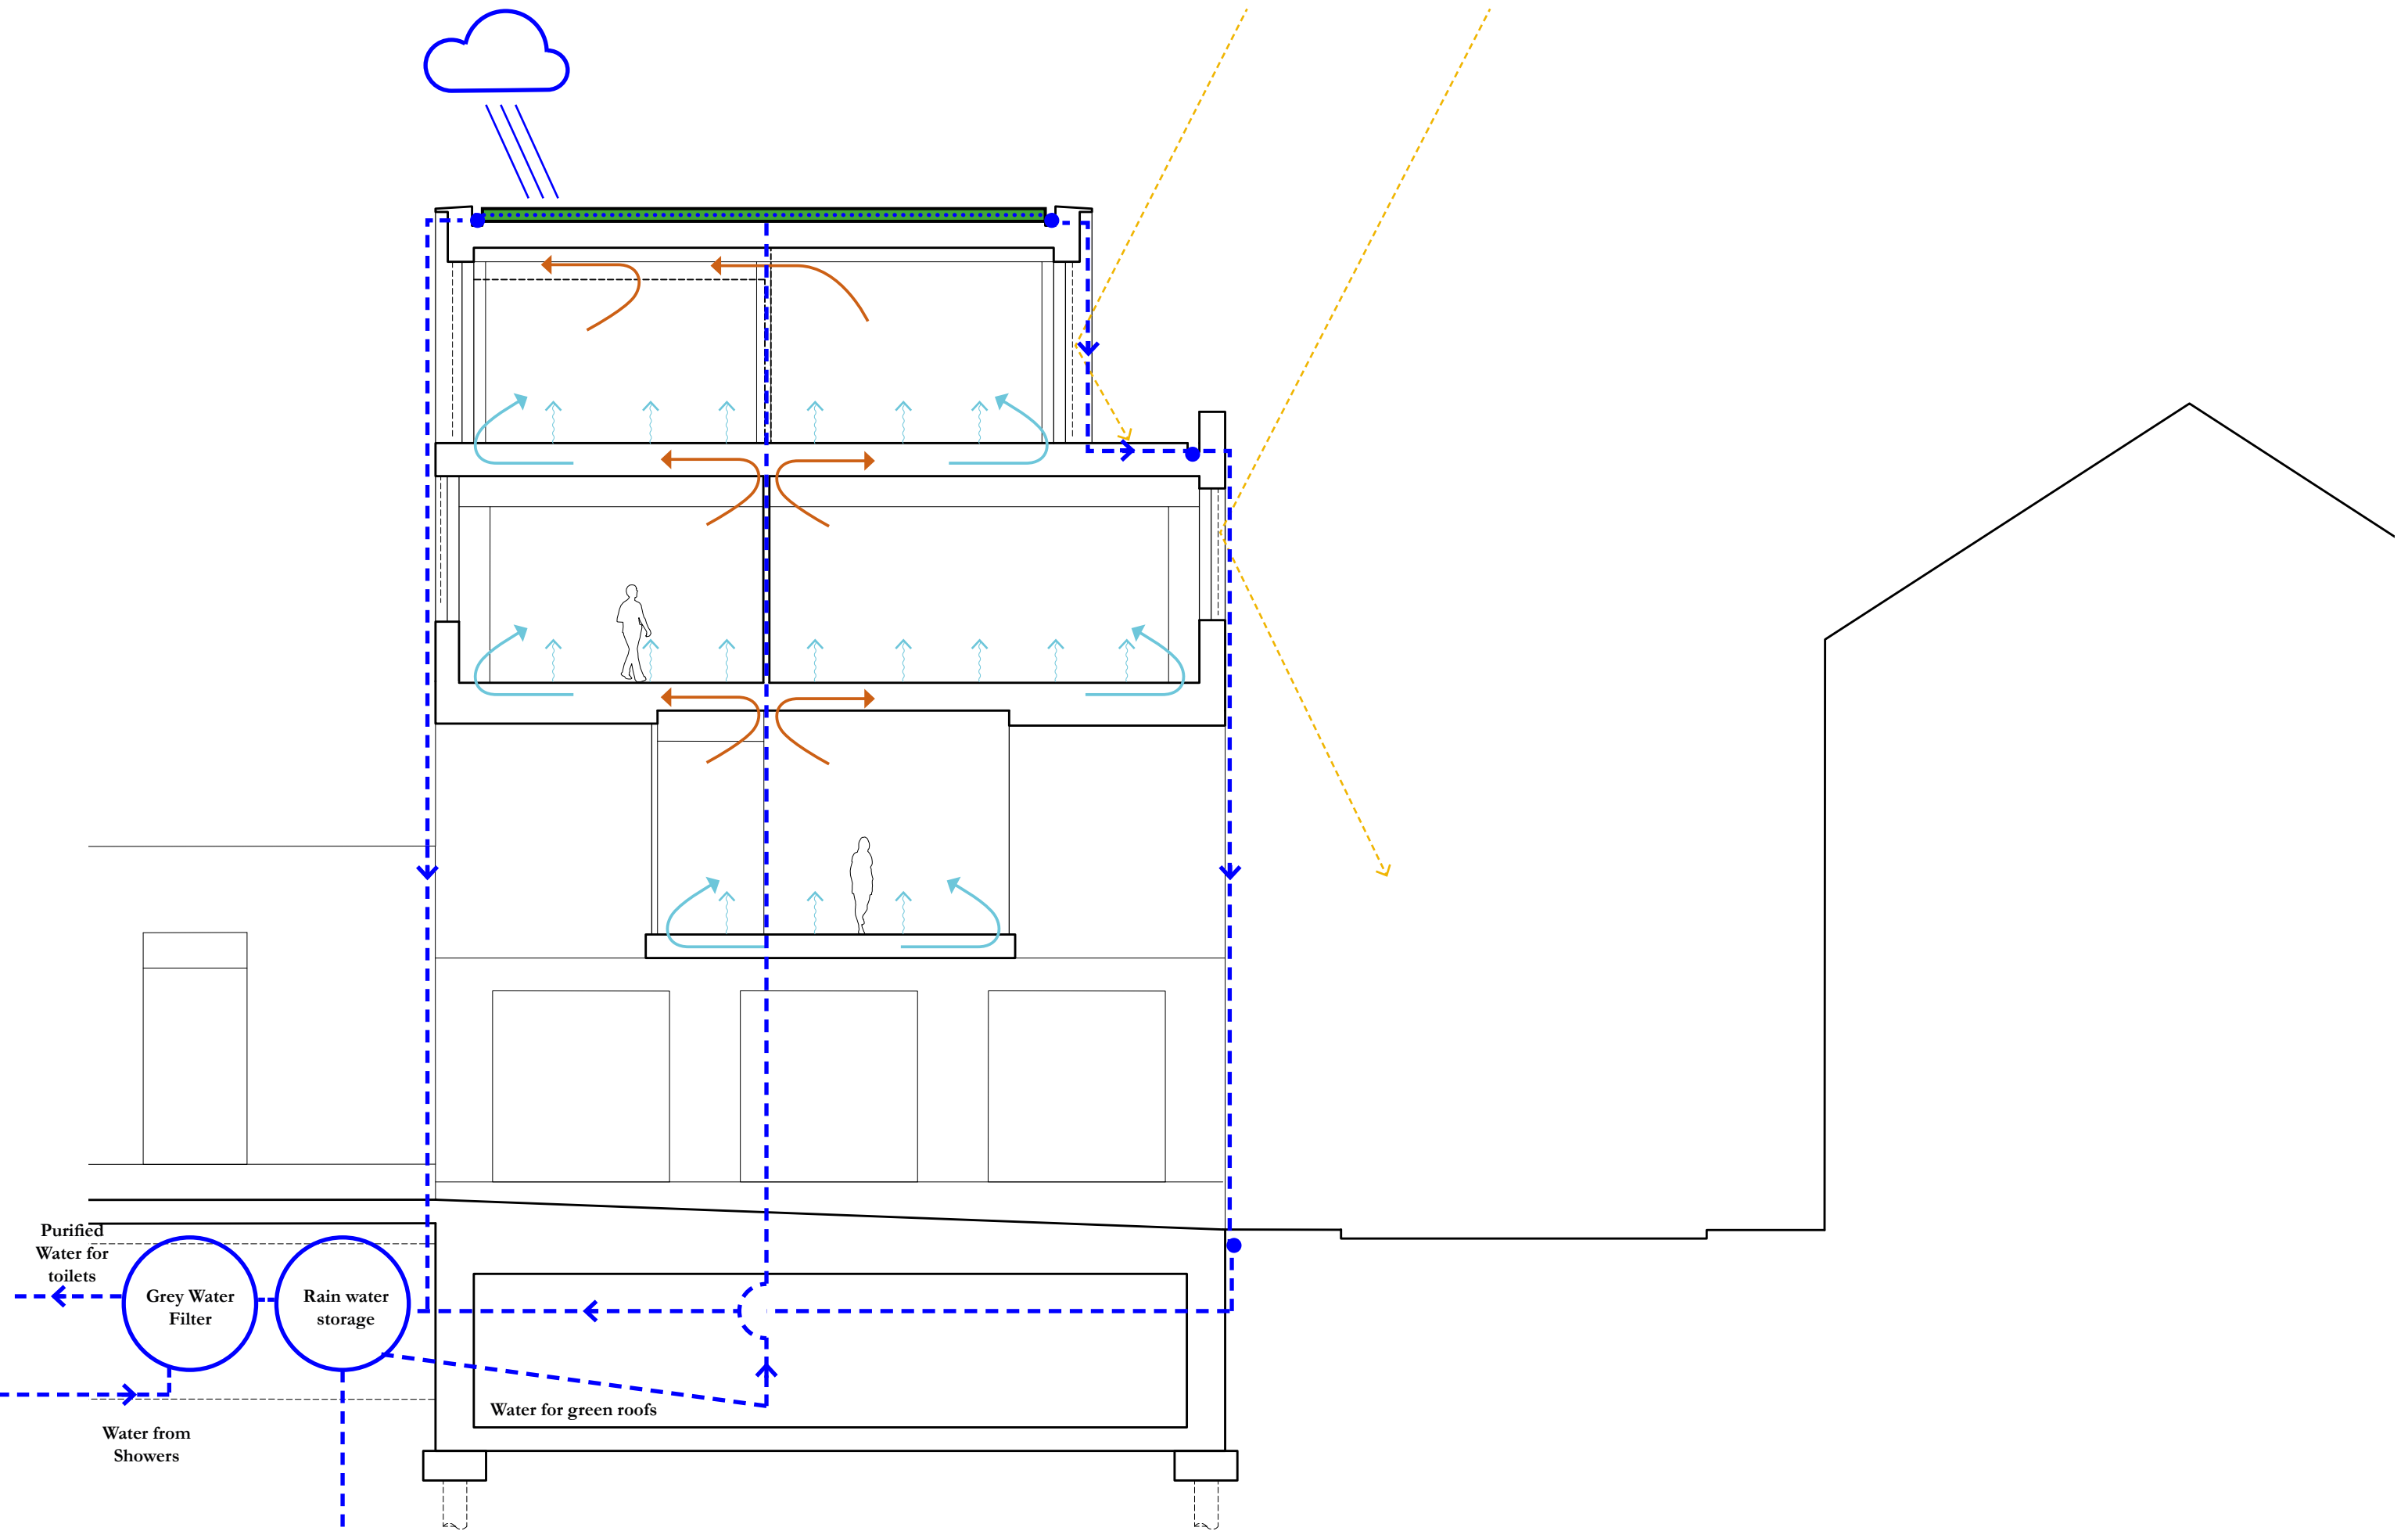 Purified
Water for
toilets
Grey Water
Filter
Rain water
storage
Water for green roofs
Water from
Showers